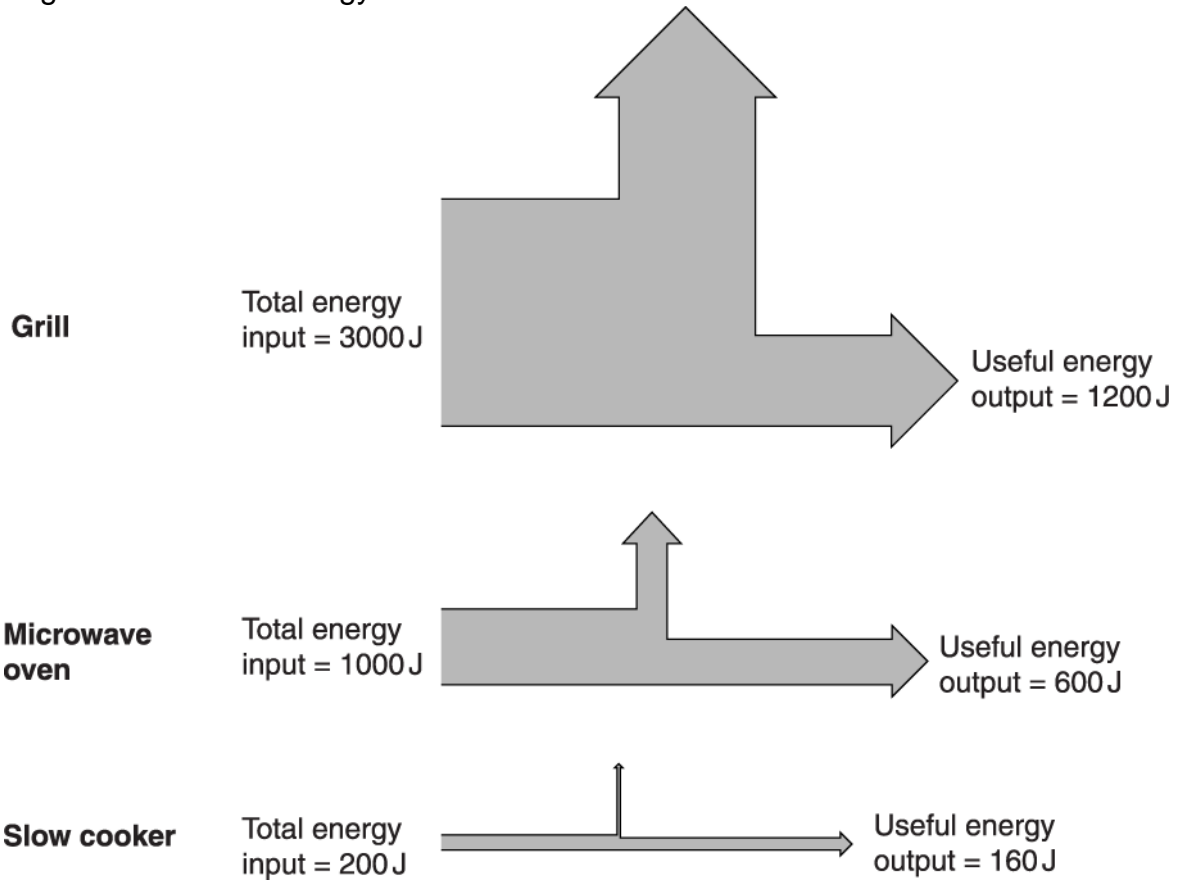 Grill
Total energy
input = 3000 J
Useful energy
output = 1200 J
Microwave
oven
Total energy
input = 1000 J
Useful energy
output = 600 J
Slow cooker
Total energy
input = 200 J
Useful energy
output = 160 J